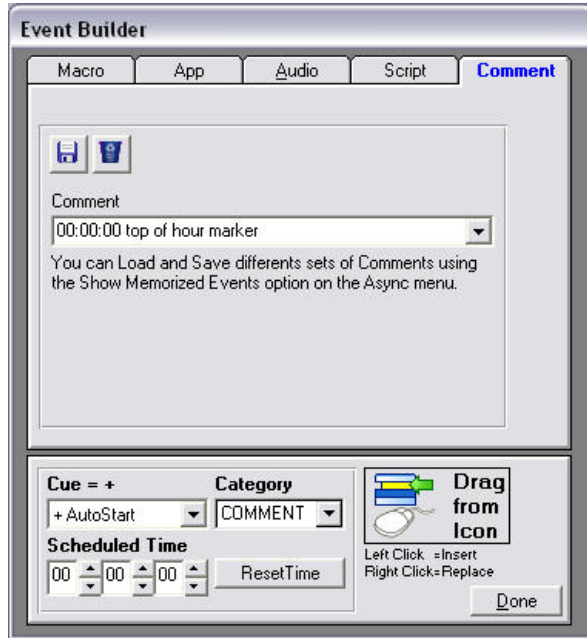 Event Builder
Macro App Audio Script Comment
Comment
00:00:00 top of hour marker
You can Load and Save differents sets of Comments using
the Show Memorized Events option on the Async menu.
Cue = + Category
+ AutoStart COMMENT
Scheduled Time
00 00 00 ResetTime
Drag
from
Icon
Left Click =Insert
Right Click=Replace
Done